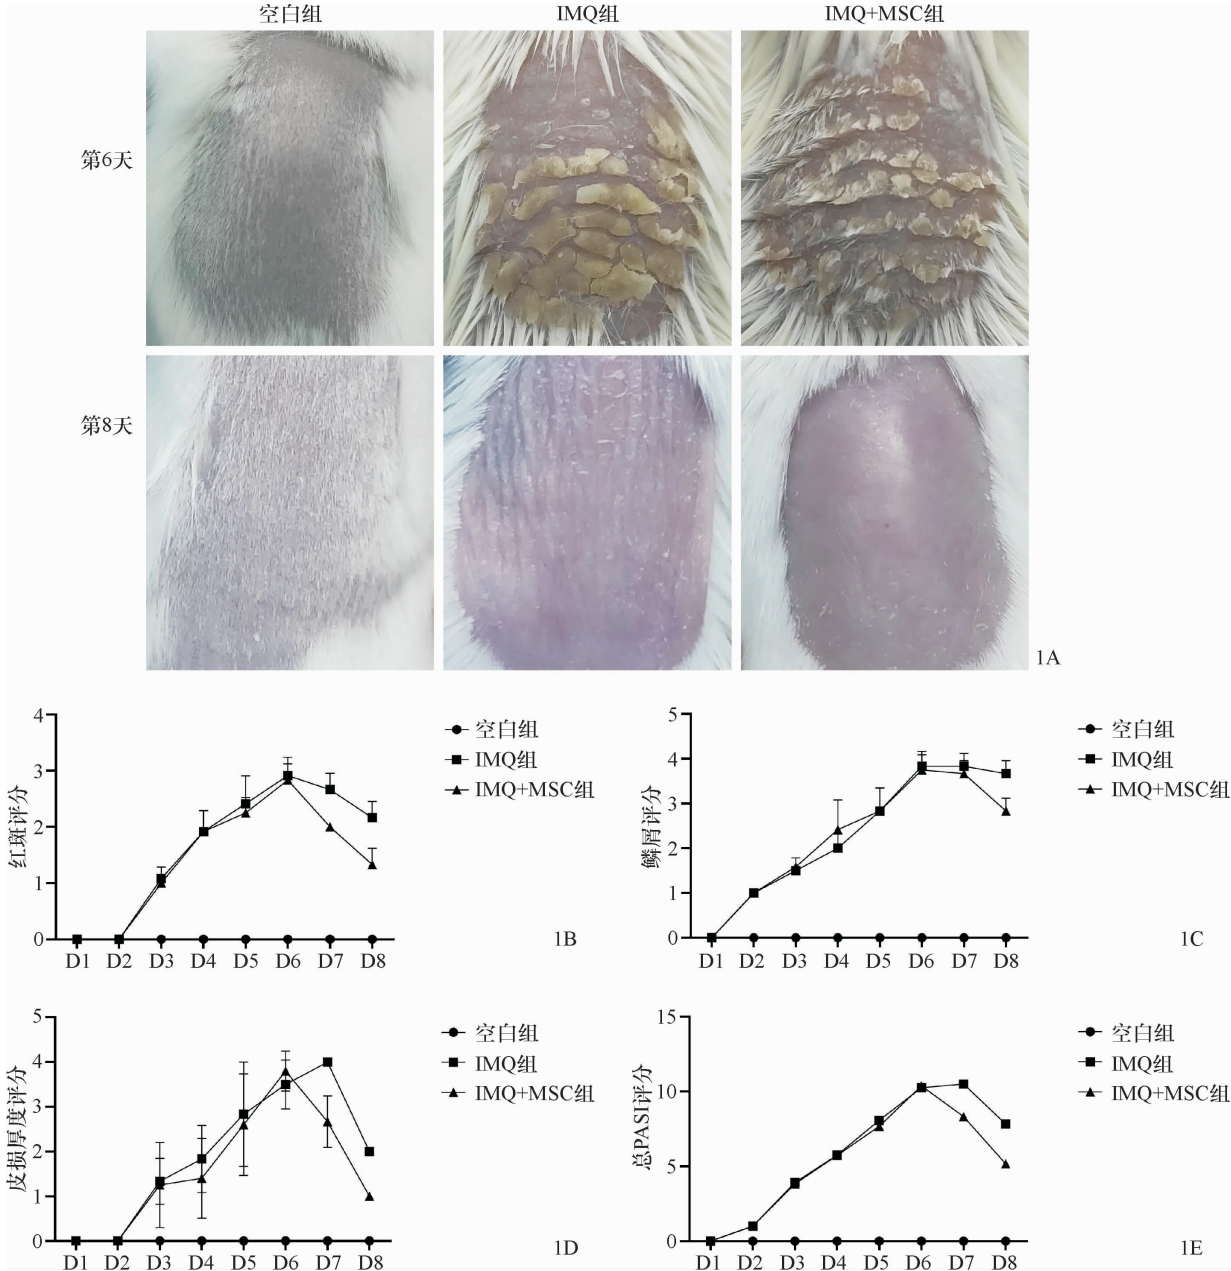 空白组 IMQ组 IMQ+MSC组
第6天
第8天
1A
4
3
2
1
0
红斑评分
D1 D2 D3 D4 D5 D6 D7 D8
空白组
IMQ组
IMQ+MSC组
1B
5
4
3
2
1
0
鳞屑评分
D1 D2 D3 D4 D5 D6 D7 D8
空白组
IMQ组
IMQ+MSC组
1C
5
4
3
2
1
0
皮损厚度评分
D1 D2 D3 D4 D5 D6 D7 D8
空白组
IMQ组
IMQ+MSC组
1D
15
10
5
0
总PASI评分
D1 D2 D3 D4 D5 D6 D7 D8
空白组
IMQ组
IMQ+MSC组
1E